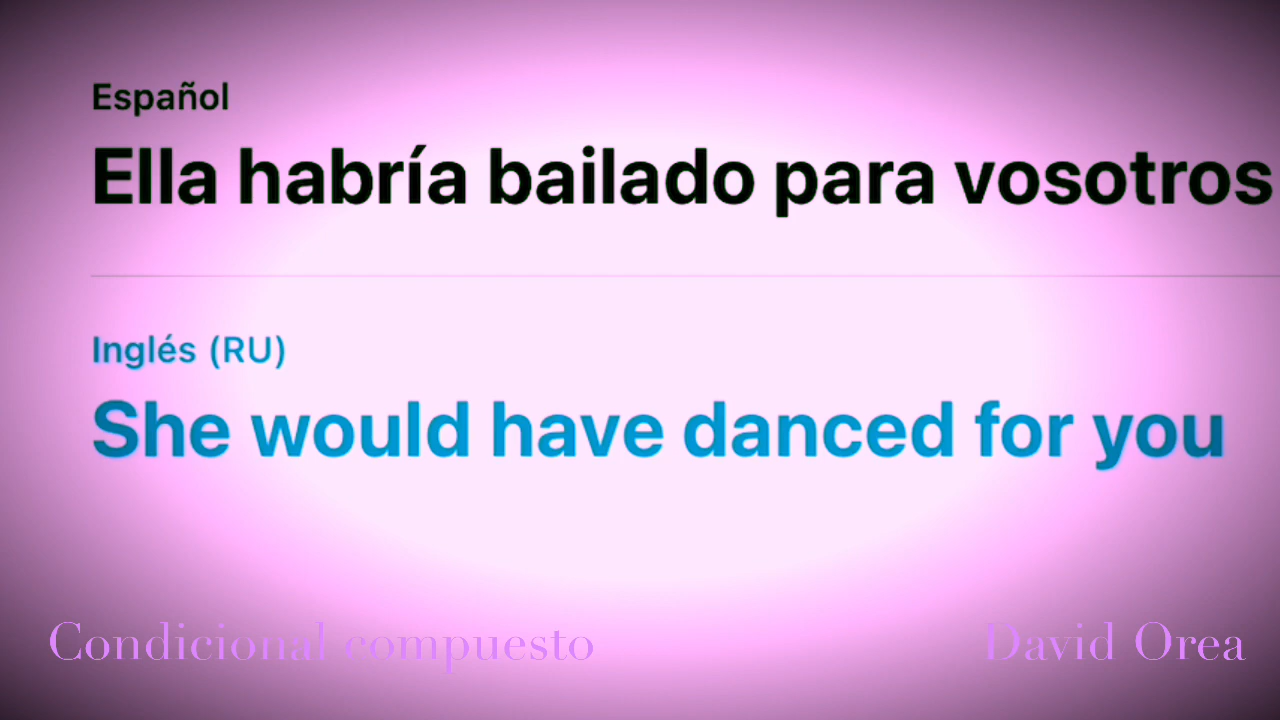 Español
Ella habría bailado para vosotros
Inglés (RU)
She would have danced for you
Condicional compuesto
David Orea